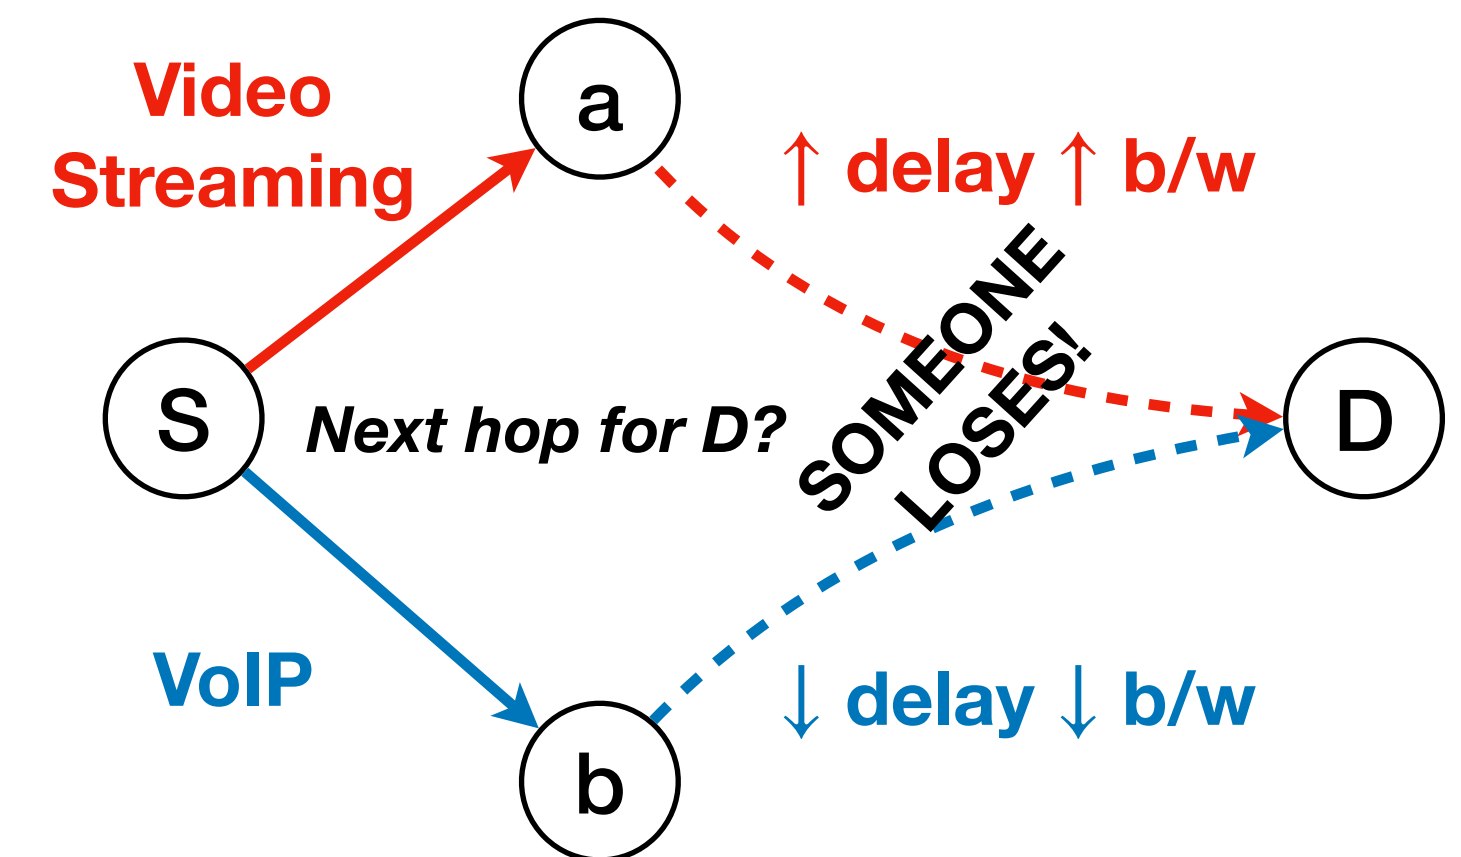 Video
Streaming
a
↑ delay ↑ b/w
SOMEONE
LOSES!
S
Next hop for D?
D
VoIP
↓ delay ↓ b/w
b